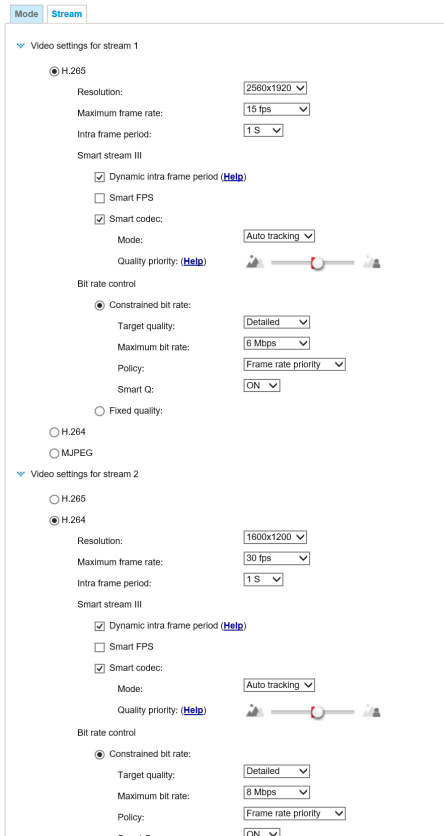 Mode Stream
Video settings for stream 1
H.265
Resolution: 2560x1920
Maximum frame rate: 15 fps
Intra frame period: 1 S
Smart stream III
Dynamic intra frame period (Help)
Smart FPS
Smart codec:
Mode: Auto tracking
Quality priority: (Help)
Bit rate control
Constrained bit rate:
Target quality: Detailed
Maximum bit rate: 6 Mbps
Policy: Frame rate priority
Smart Q: ON
Fixed quality:
H.264
MJPEG
Video settings for stream 2
H.265
H.264
Resolution: 1600x1200
Maximum frame rate: 30 fps
Intra frame period: 1 S
Smart stream III
Dynamic intra frame period (Help)
Smart FPS
Smart codec:
Mode: Auto tracking
Quality priority: (Help)
Bit rate control
Constrained bit rate:
Target quality: Detailed
Maximum bit rate: 8 Mbps
Policy: Frame rate priority
ON